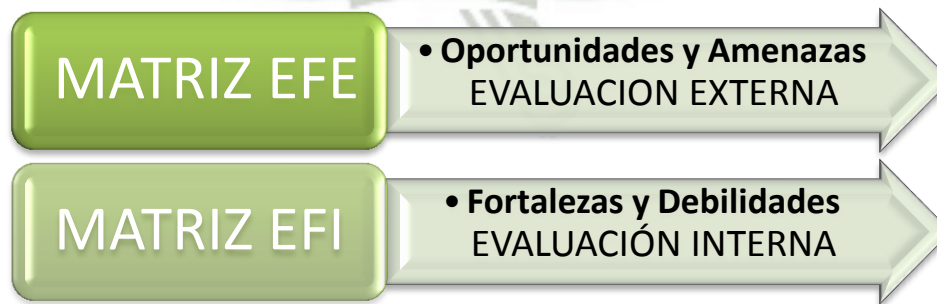 MATRIZ EFE
• Oportunidades y Amenazas
EVALUACION EXTERNA
MATRIZ EFI
• Fortalezas y Debilidades
EVALUACIÓN INTERNA